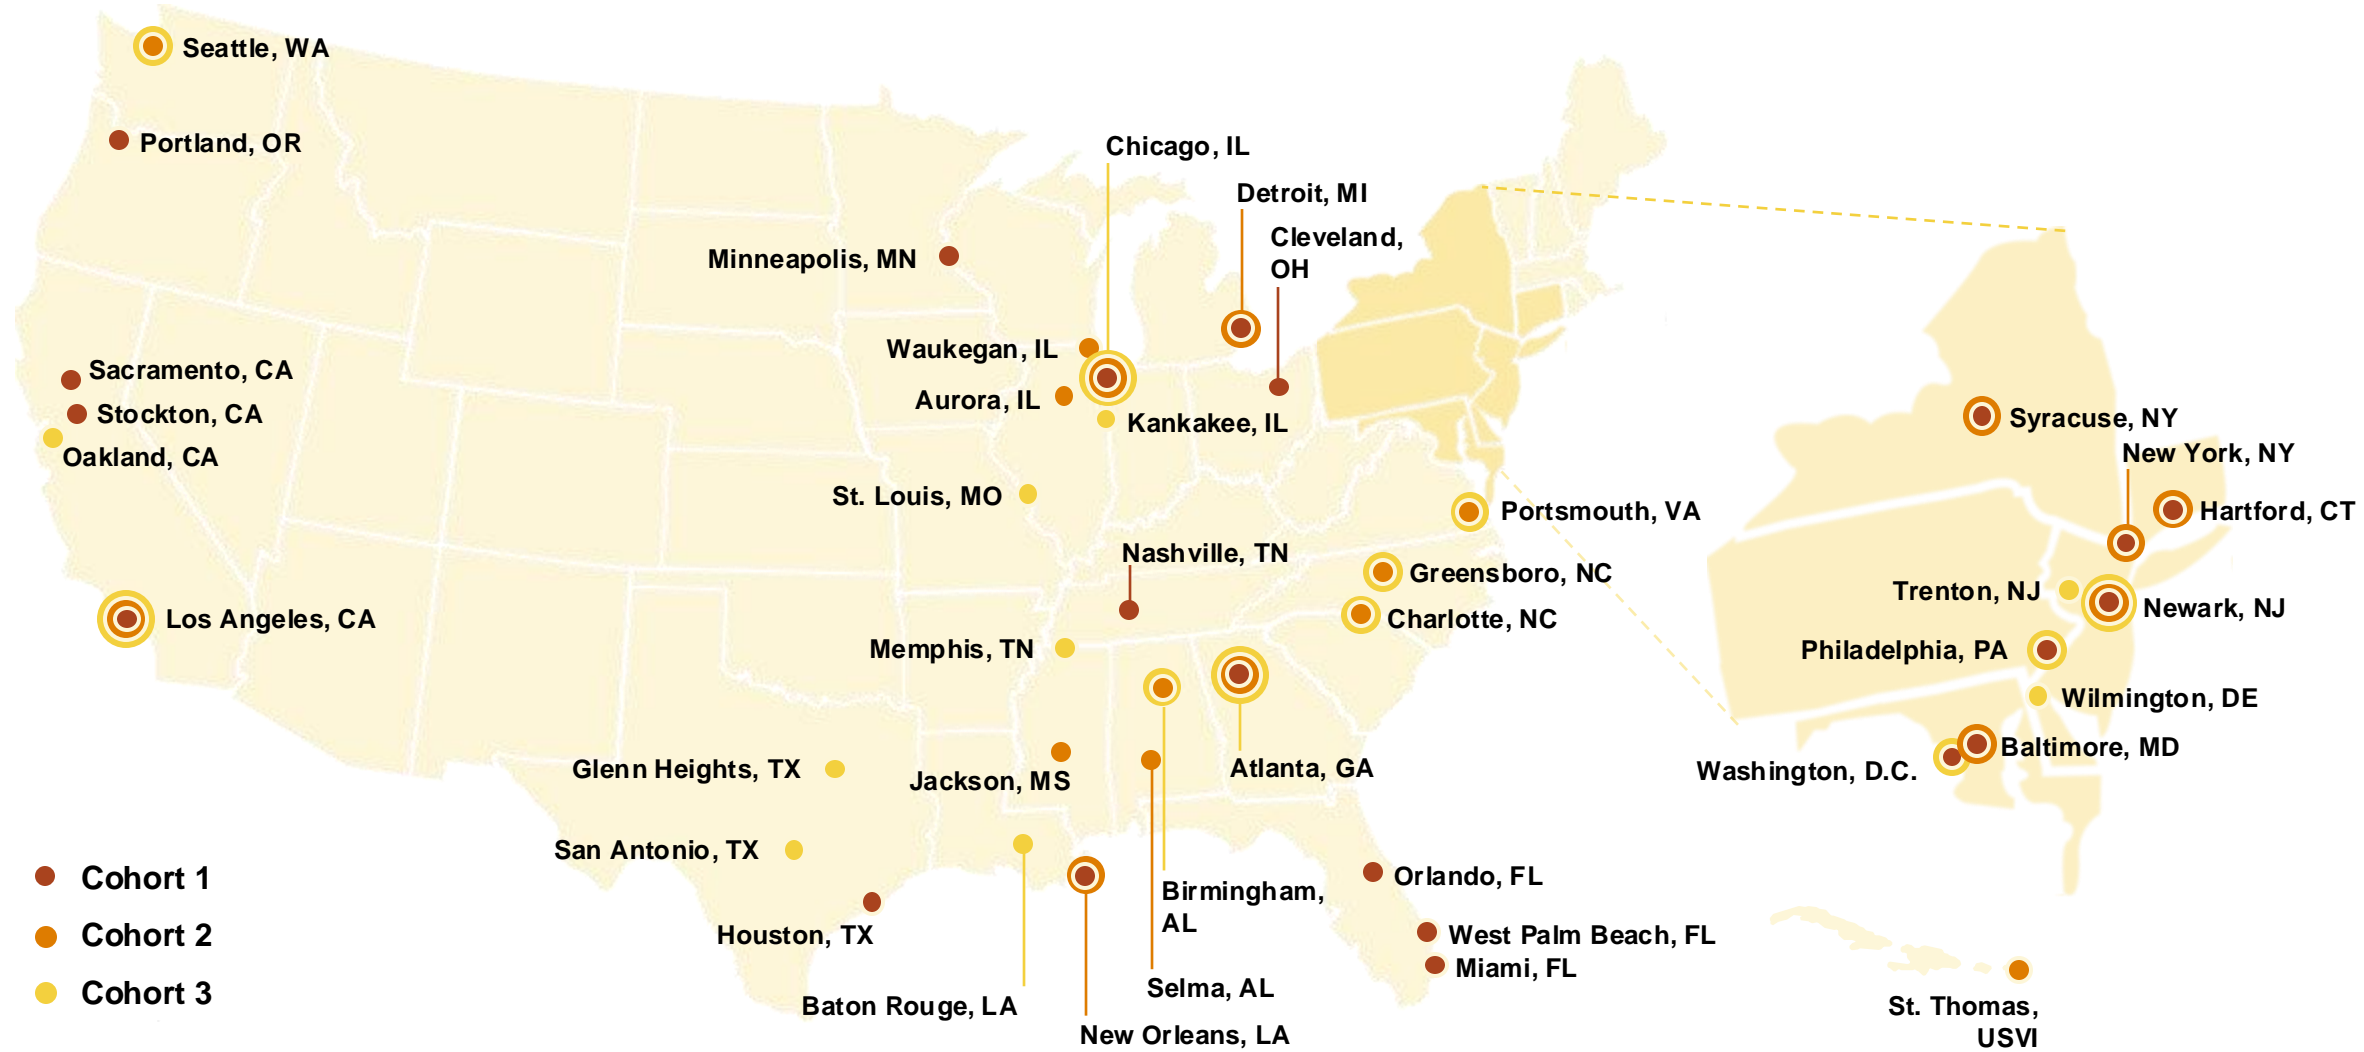 Seattle, WA
Portland, OR
Chicago, IL
Detroit, MI
Cleveland,
OH
Minneapolis, MN
Waukegan, IL
Sacramento, CA
Aurora, IL
Stockton, CA
Kankakee, IL
Oakland, CA
St. Louis, MO
Portsmouth, VA
Nashville, TN
Greensboro, NC
Los Angeles, CA
Charlotte, NC
Memphis, TN
Glenn Heights, TX
Jackson, MS
Atlanta, GA
San Antonio, TX
Birmingham,
AL
Orlando, FL
Houston, TX
West Palm Beach, FL
Miami, FL
Selma, AL
Baton Rouge, LA
New Orleans, LA
Syracuse, NY
New York, NY
Hartford, CT
Trenton, NJ
Newark, NJ
Philadelphia, PA
Wilmington, DE
Baltimore, MD
Washington, D.C.
St. Thomas,
USVI
Cohort 1
Cohort 2
Cohort 3